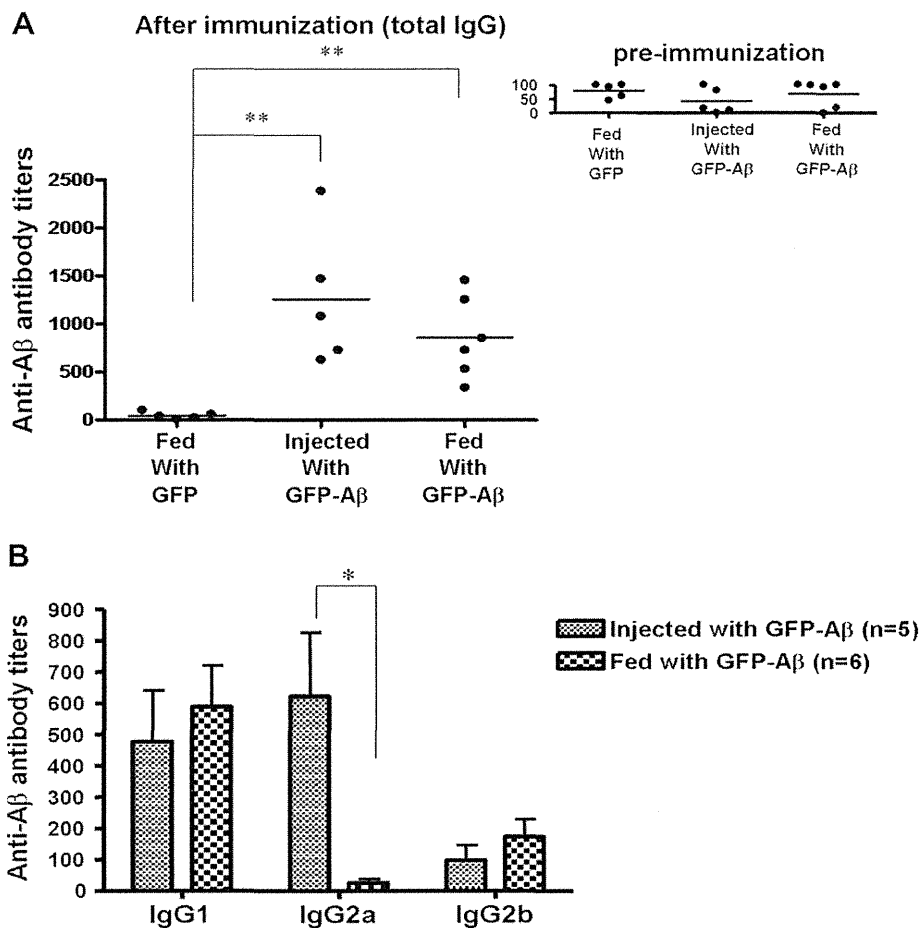 A
After immunization (total IgG)
**
**
pre-immunization
100
50
0
Fed
With
GFP
Injected
With
GFP-Aβ
Fed
With
GFP-Aβ
Anti-Aβ antibody titers
2500
2000
1500
1000
500
0
Fed
With
GFP
Injected
With
GFP-Aβ
Fed
With
GFP-Aβ
B
*
Anti-Aβ antibody titers
900
800
700
600
500
400
300
200
100
0
IgG1
IgG2a
IgG2b
Injected with GFP-Aβ (n=5)
Fed with GFP-Aβ (n=6)